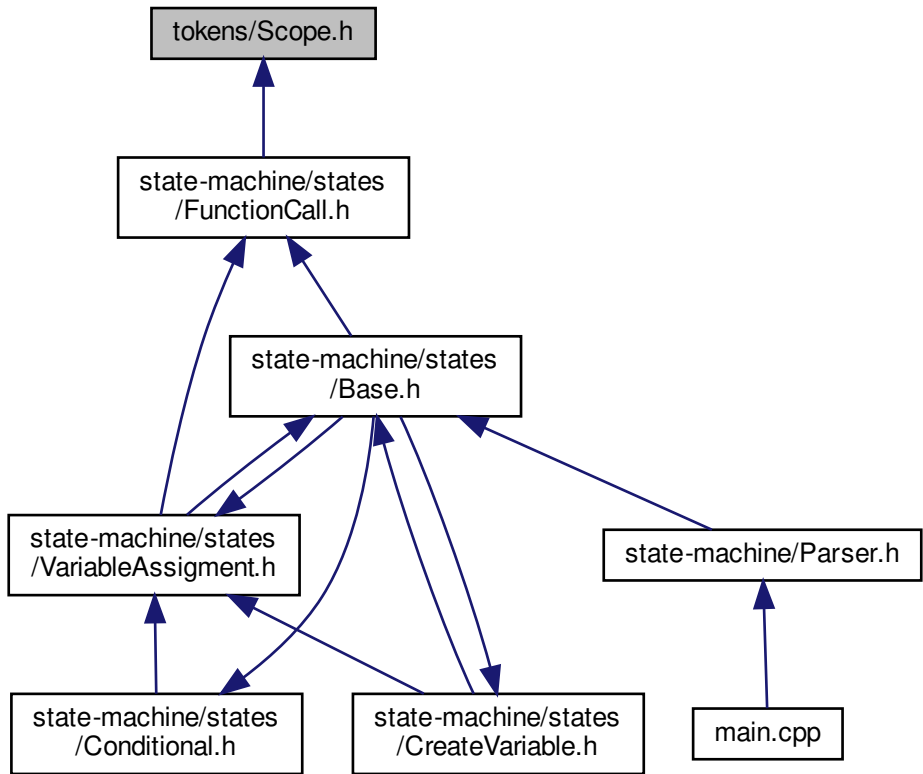 tokens/Scope.h
state-machine/states
/FunctionCall.h
state-machine/states
/Base.h
state-machine/states
/VariableAssigment.h
state-machine/Parser.h
state-machine/states
/Conditional.h
state-machine/states
/CreateVariable.h
main.cpp